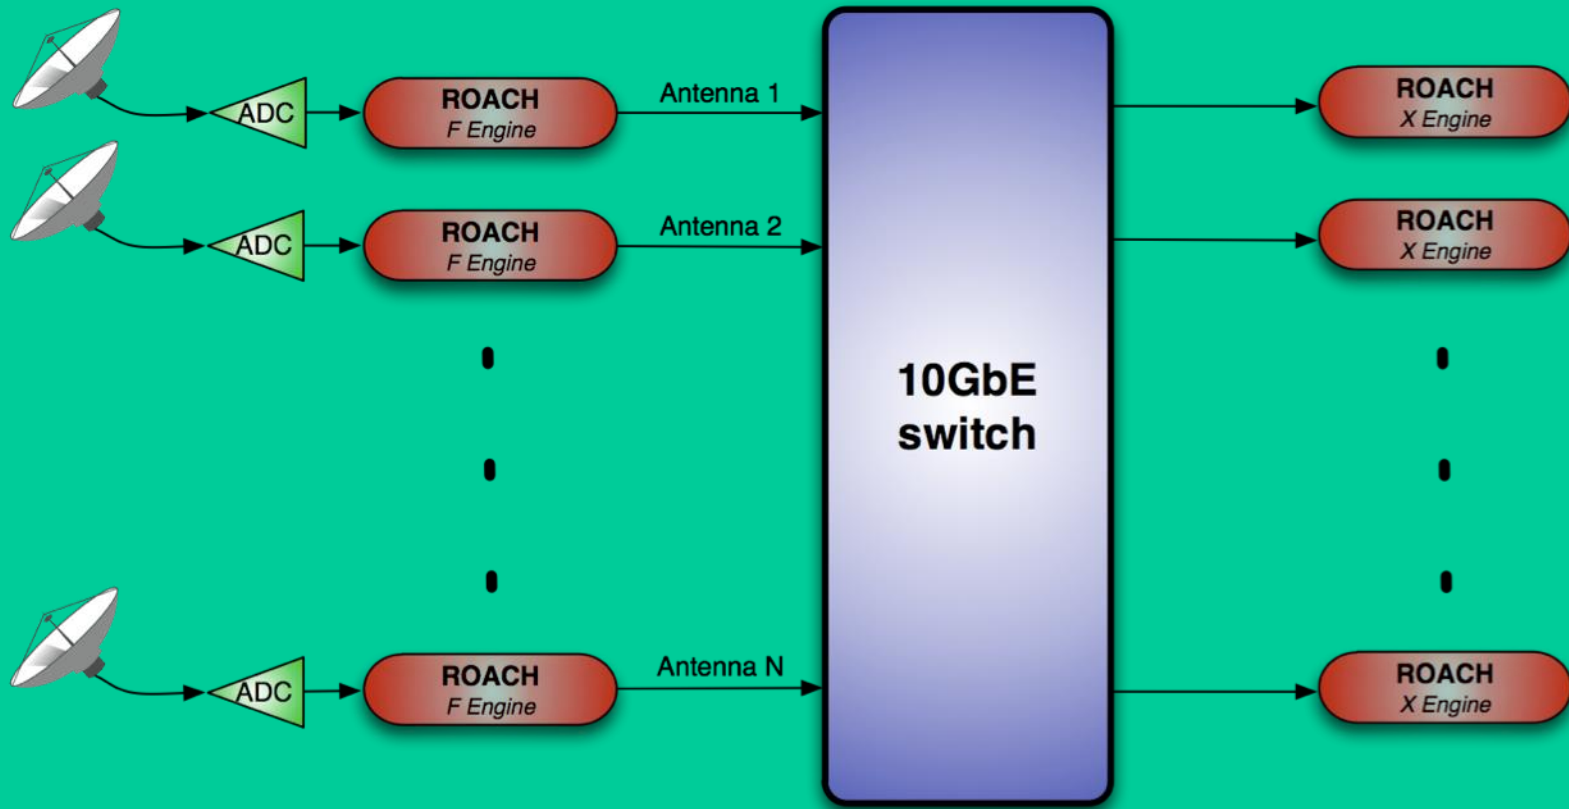 ADC
ROACH
F Engine
Antenna 1
ROACH
X Engine
ADC
ROACH
F Engine
Antenna 2
ROACH
X Engine
10GbE
switch
ADC
ROACH
F Engine
Antenna N
ROACH
X Engine